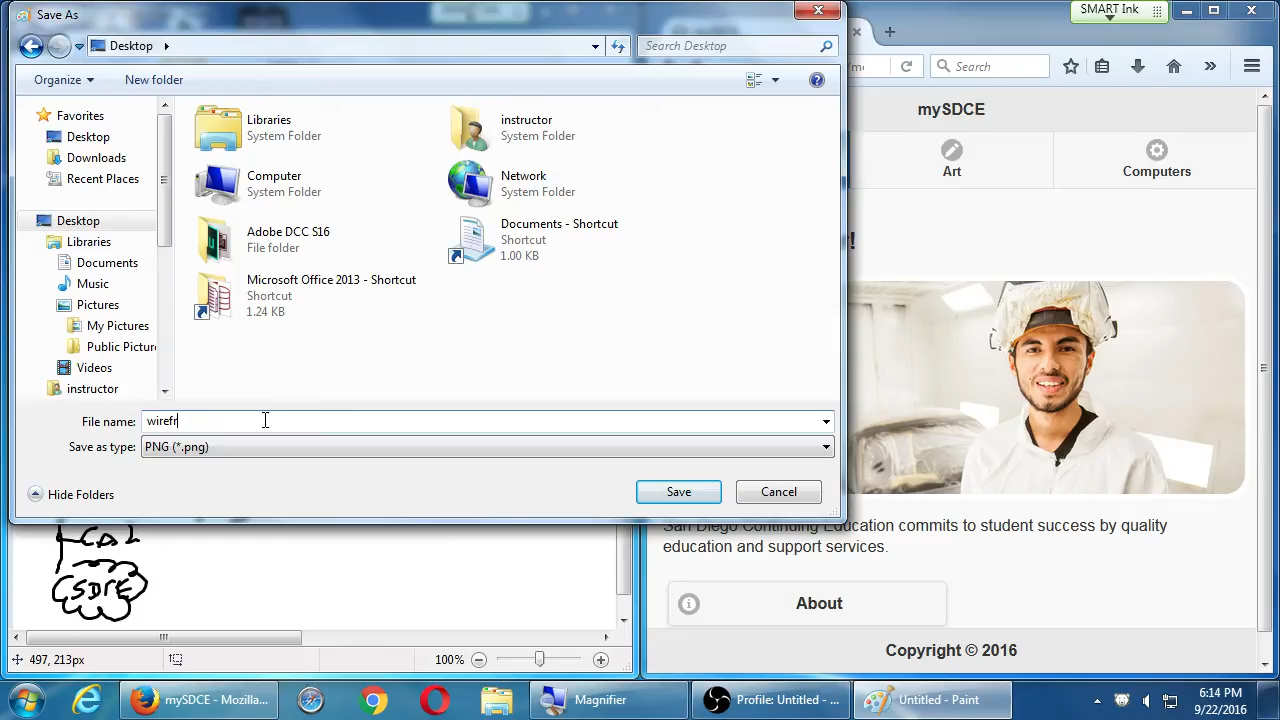 Save As
SMART Ink
Desktop
Search Desktop
Search
Organize
New folder
mySDCE
Favorites
Desktop
Downloads
Recent Places
Desktop
Libraries
Documents
Music
Pictures
My Pictures
Public Pictur
Videos
instructor
Libraries
System Folder
instructor
System Folder
Computer
System Folder
Network
System Folder
Adobe DCC S16
File folder
Documents - Shortcut
Shortcut
1.00 KB
Microsoft Office 2013 - Shortcut
Shortcut
1.24 KB
Art
Computers
!
File name: wirefr
Save as type: PNG (*.png)
Hide Folders
Save
Cancel
SDCE
San Diego Continuing Education commits to student success by quality
education and support services.
About
Copyright © 2016
497, 213px
100%
mySDCE - Mozilla...
Magnifier
Profile: Untitled - ...
Untitled - Paint
6:14 PM
9/22/2016